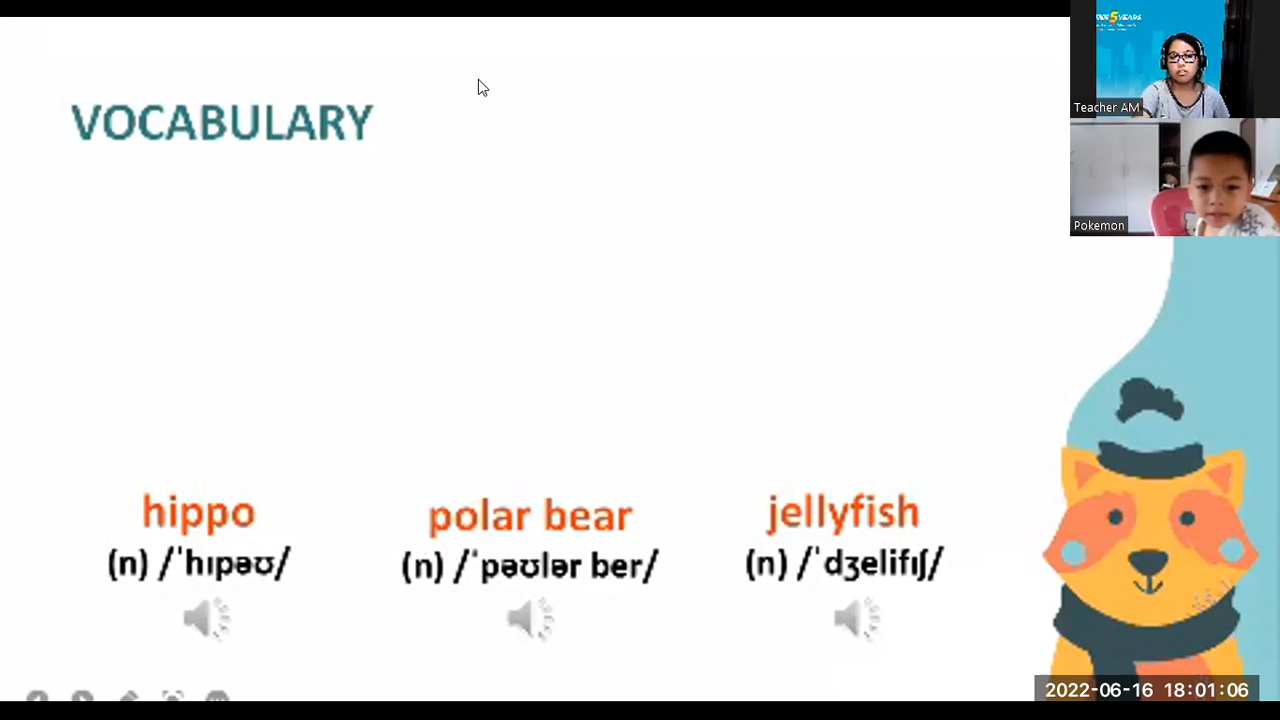 VOCABULARY
Teacher AM
Pokemon
hippo
(n) /ˈhɪpəʊ/
polar bear
(n) /ˈpəʊlər ber/
jellyfish
(n) /ˈdʒelifɪʃ/
2022-06-16 18:01:06